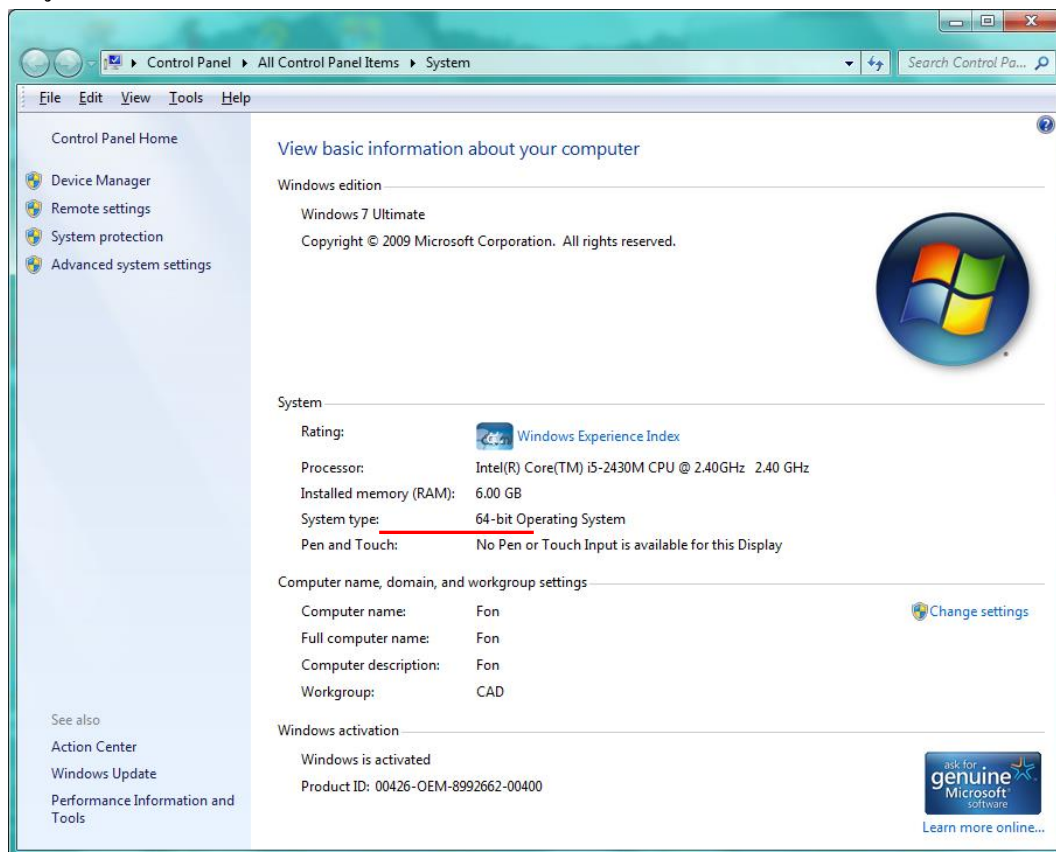 Control Panel ▸ All Control Panel Items ▸ System
Search Control Pa...
File Edit View Tools Help
Control Panel Home
Device Manager
Remote settings
System protection
Advanced system settings
See also
Action Center
Windows Update
Performance Information and
Tools
View basic information about your computer
Windows edition
Windows 7 Ultimate
Copyright © 2009 Microsoft Corporation. All rights reserved.
System
Rating: Windows Experience Index
Processor: Intel(R) Core(TM) i5-2430M CPU @ 2.40GHz 2.40 GHz
Installed memory (RAM): 6.00 GB
System type: 64-bit Operating System
Pen and Touch: No Pen or Touch Input is available for this Display
Computer name, domain, and workgroup settings
Computer name: Fon
Change settings
Full computer name: Fon
Computer description: Fon
Workgroup: CAD
Windows activation
Windows is activated
Product ID: 00426-OEM-8992662-00400
ask for
genuine
Microsoft
software
Learn more online...